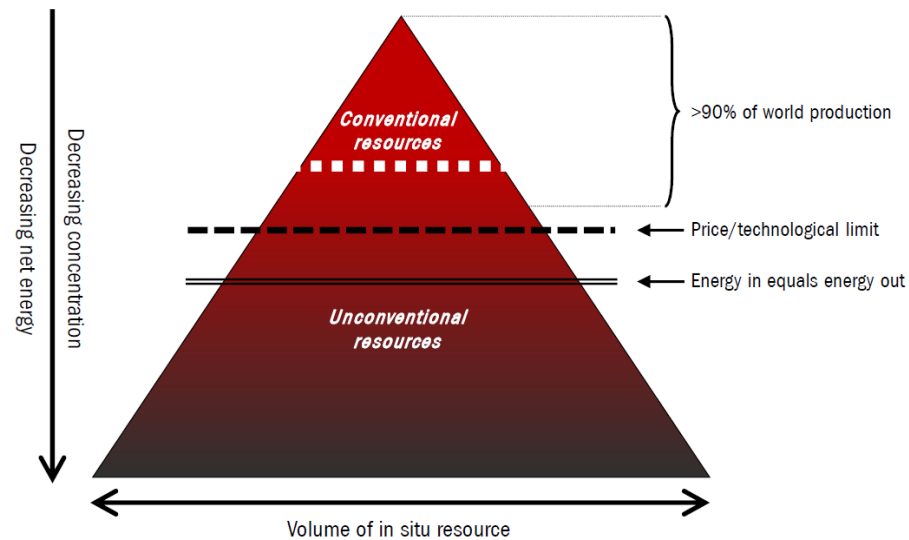 Conventional
resources
>90% of world production
Decreasing concentration
Decreasing net energy
Price/technological limit
Energy in equals energy out
Unconventional
resources
Volume of in situ resource